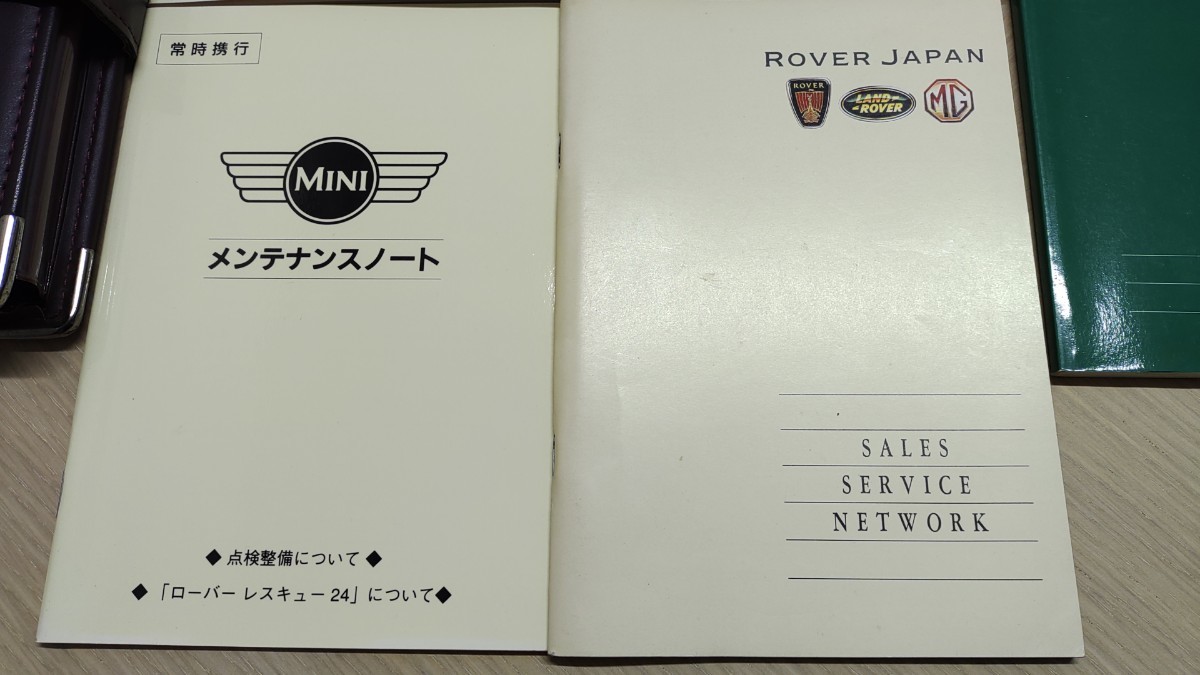 常時携行
MINI
メンテナンスノート
◆ 点検整備について ◆
◆ 「ローバー レスキュー 24」について◆
ROVER JAPAN
ROVER
LAND ROVER
MG
SALES
SERVICE
NETWORK